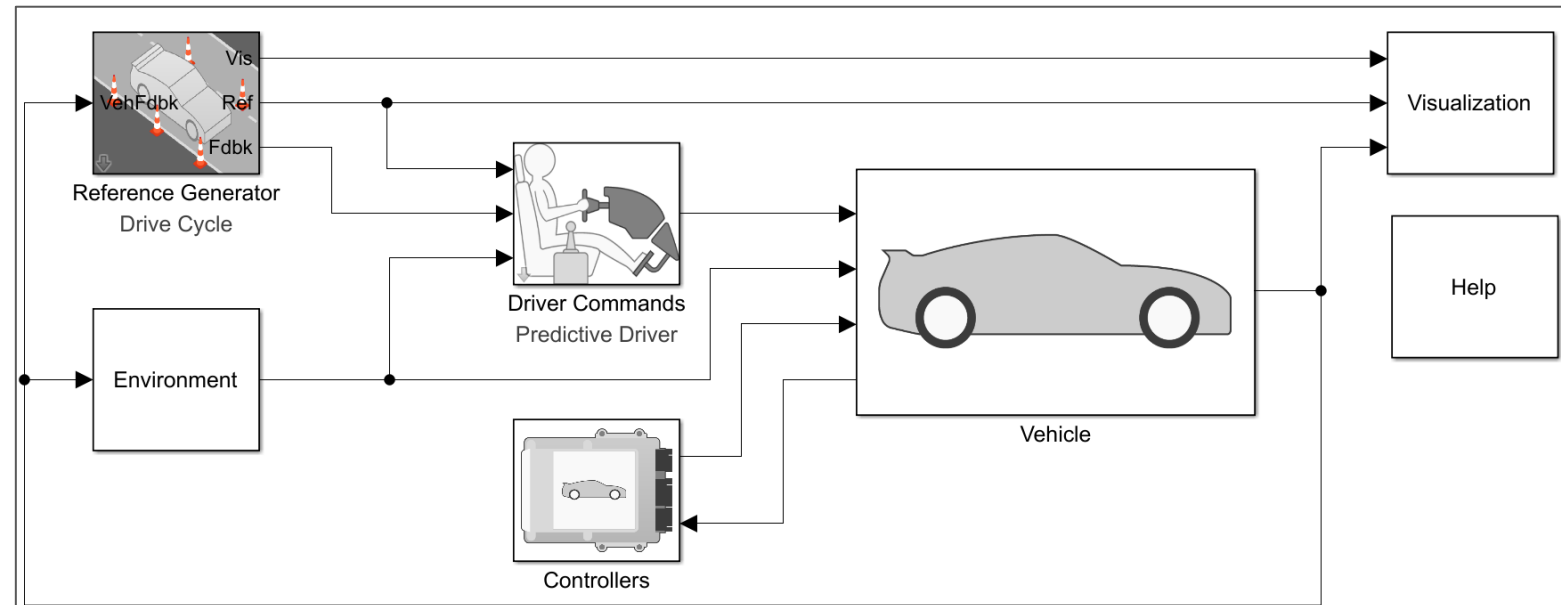 Vis
VehFdbk
Ref
Fdbk
Reference Generator
Drive Cycle
Visualization
Driver Commands
Predictive Driver
Help
Environment
Vehicle
Controllers